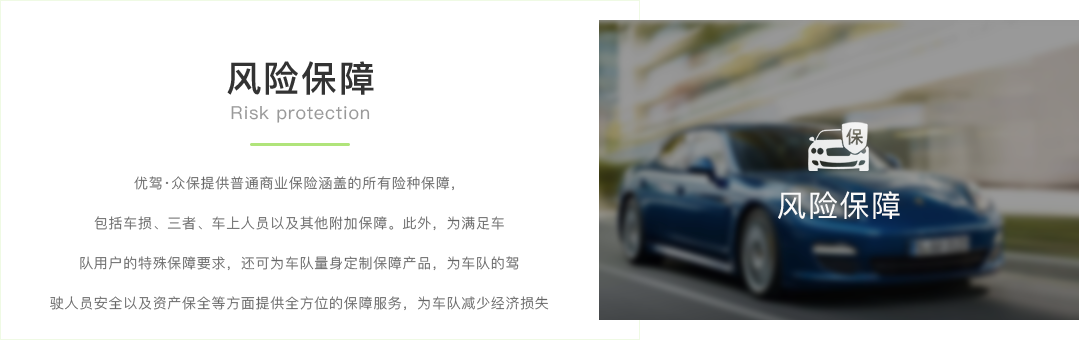 风险保障
Risk protection
优驾·众保提供普通商业保险涵盖的所有险种保障，
包括车损、三者、车上人员以及其他附加保障。此外，为满足车
队用户的特殊保障要求，还可为车队量身定制保障产品，为车队的驾
驶人员安全以及资产保全等方面提供全方位的保障服务，为车队减少经济损失
保
风险保障